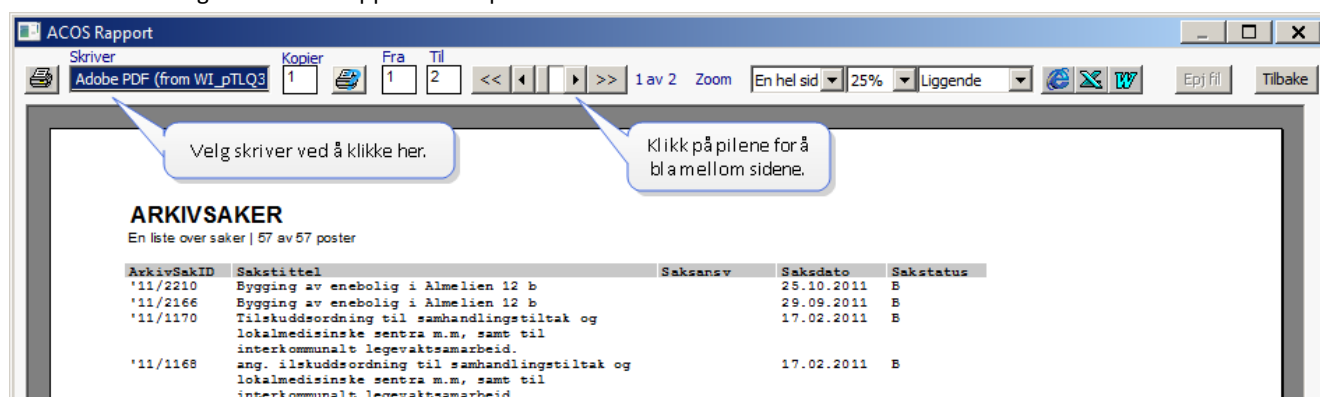 ACOS Rapport
Skriver Kopier Fra Til
Adobe PDF (from WI_pTLQ3 1 1 2 << >> 1 av 2 Zoom En hel sid 25% Liggende Epj fil Tilbake
Velg skriver ved å klikke her.
Klikk på pilene for å
bla mellom sidene.
ARKIVSAKER
En liste over saker | 57 av 57 poster
ArkivSakID Sakstittel Saksansv Saksdato Sakstatus
'11/2210 Bygging av enebolig i Almelien 12 b 25.10.2011 B
'11/2166 Bygging av enebolig i Almelien 12 b 29.09.2011 B
'11/1170 Tilskuddsordning til samhandlingstiltak og 17.02.2011 B
lokalmedisinske sentra m.m, samt til
interkommunalt legevaktsamarbeid.
'11/1168 ang. ilskuddsordning til samhandlingstiltak og 17.02.2011 B
lokalmedisinske sentra m.m, samt til
interkommunalt legevaktsamarbeid